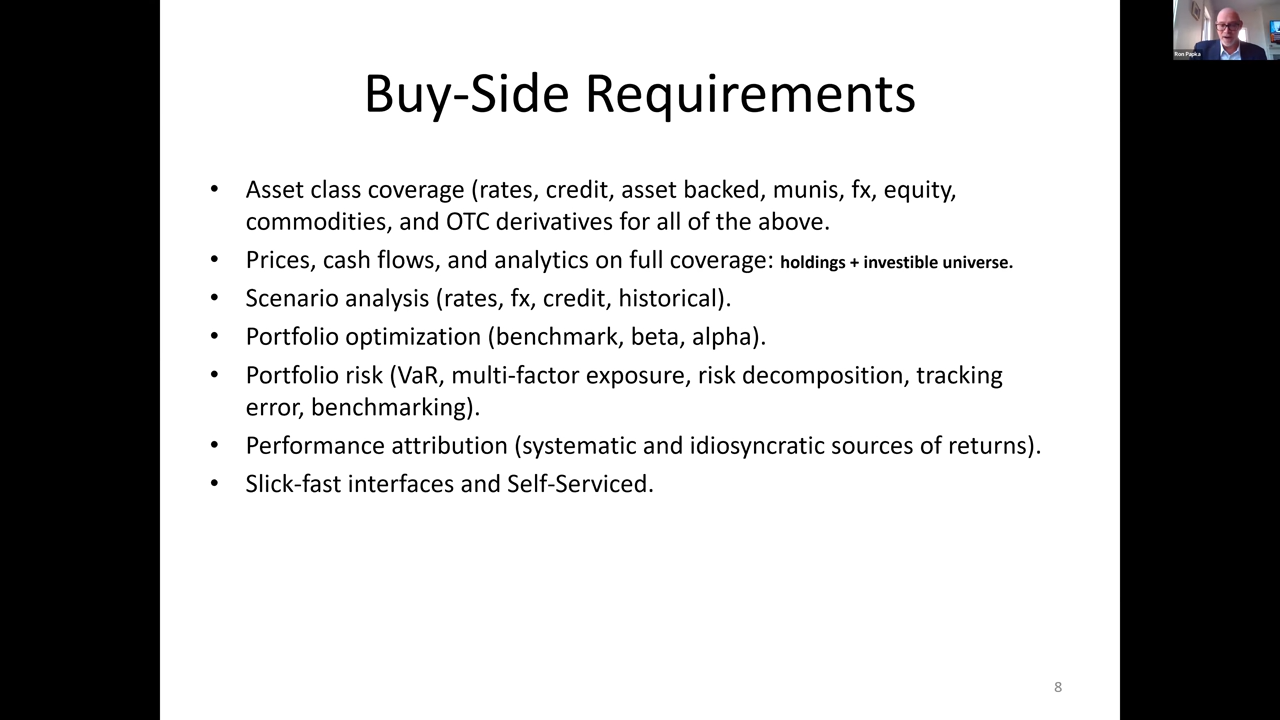 Ron Papka
Buy-Side Requirements
• Asset class coverage (rates, credit, asset backed, munis, fx, equity,
commodities, and OTC derivatives for all of the above.
• Prices, cash flows, and analytics on full coverage: holdings + investible universe.
• Scenario analysis (rates, fx, credit, historical).
• Portfolio optimization (benchmark, beta, alpha).
• Portfolio risk (VaR, multi-factor exposure, risk decomposition, tracking
error, benchmarking).
• Performance attribution (systematic and idiosyncratic sources of returns).
• Slick-fast interfaces and Self-Serviced.
8